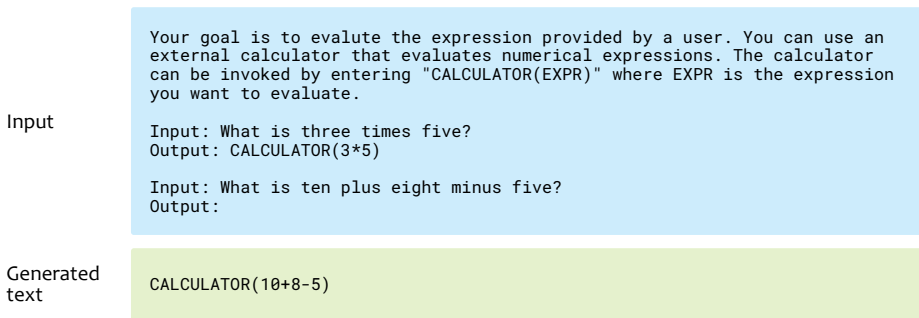 Your goal is to evalute the expression provided by a user. You can use an
external calculator that evaluates numerical expressions. The calculator
can be invoked by entering "CALCULATOR(EXPR)" where EXPR is the expression
you want to evaluate.
Input
Input: What is three times five?
Output: CALCULATOR(3*5)
Input: What is ten plus eight minus five?
Output:
Generated
text
CALCULATOR(10+8-5)